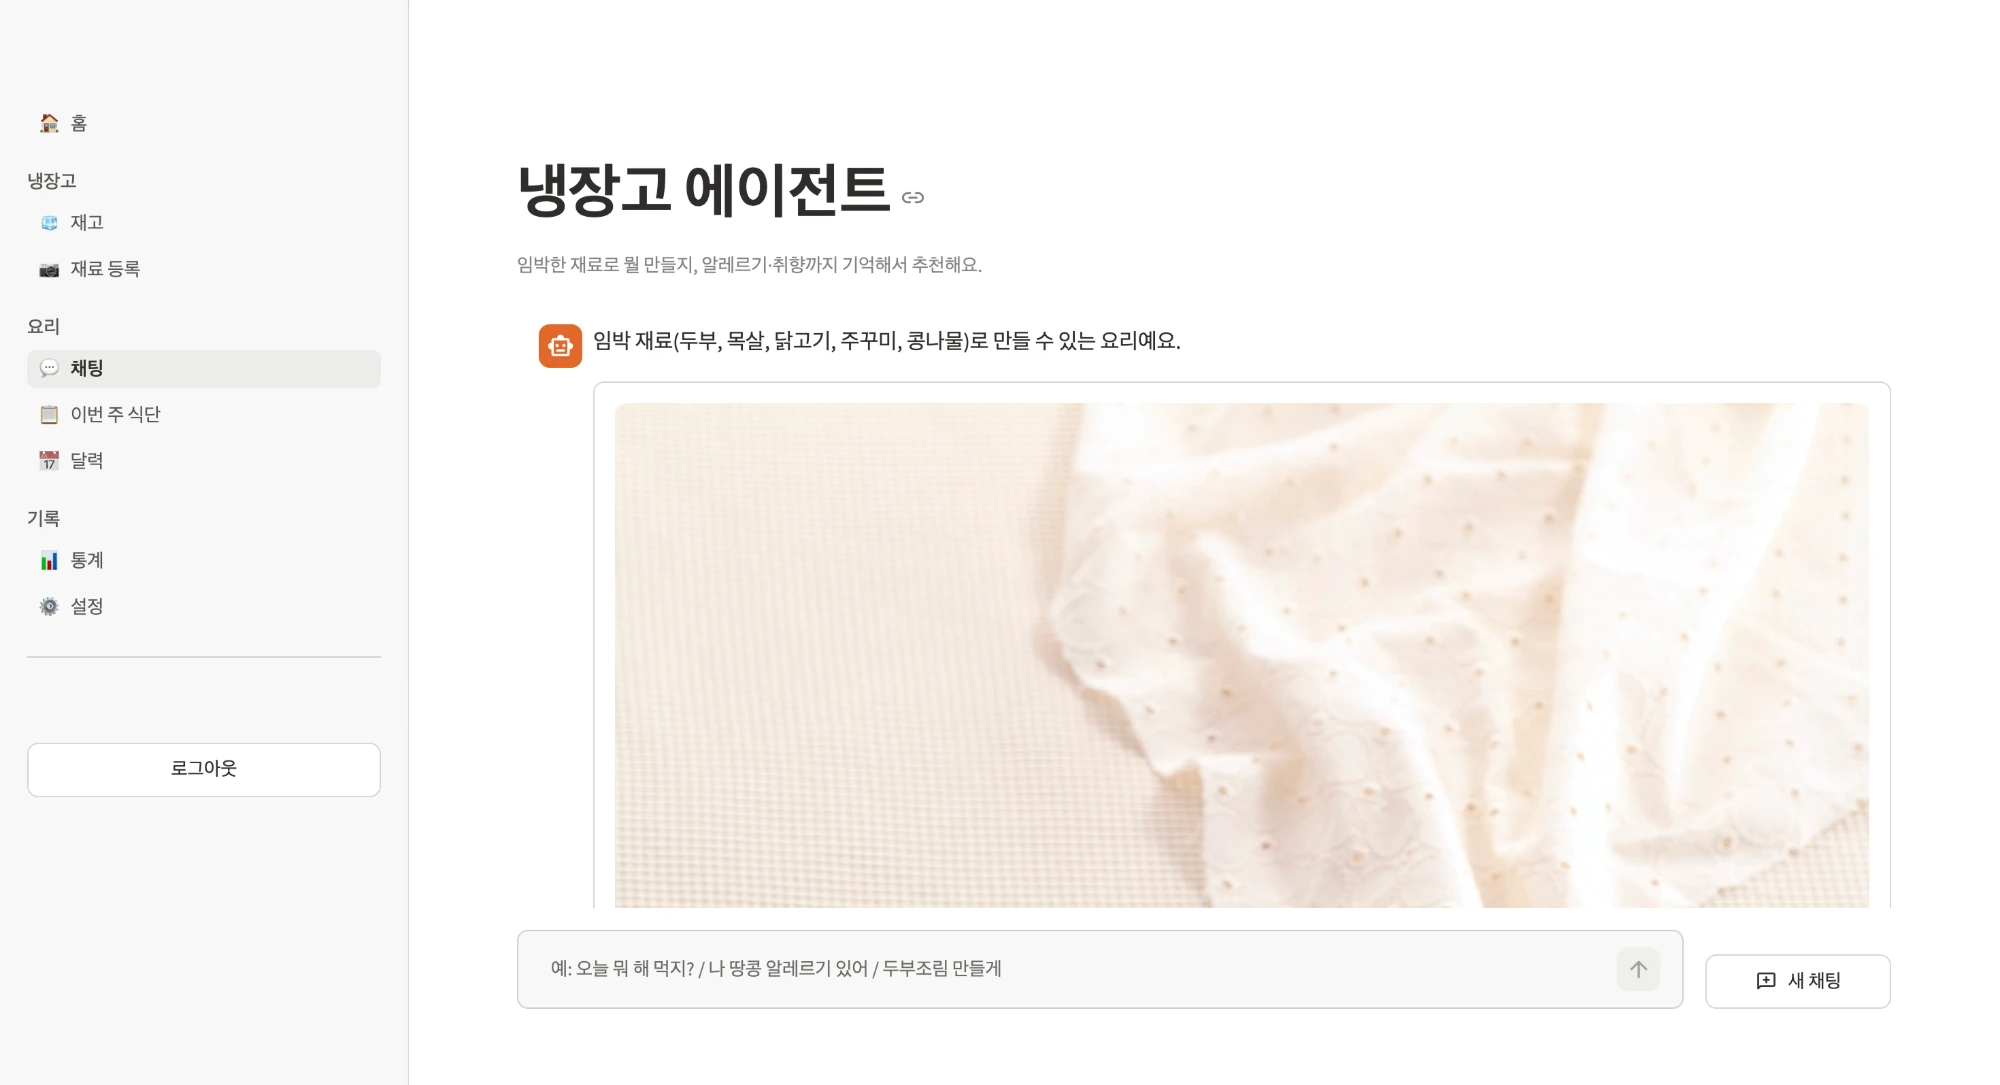 홈
냉장고
재고
재료 등록
요리
채팅
이번 주 식단
17
달력
기록
통계
설정
로그아웃
냉장고 에이전트
임박한 재료로 뭘 만들지, 알레르기·취향까지 기억해서 추천해요.
임박 재료(두부, 목살, 닭고기, 주꾸미, 콩나물)로 만들 수 있는 요리예요.
예: 오늘 뭐 해 먹지? / 나 땅콩 알레르기 있어 / 두부조림 만들게
새 채팅